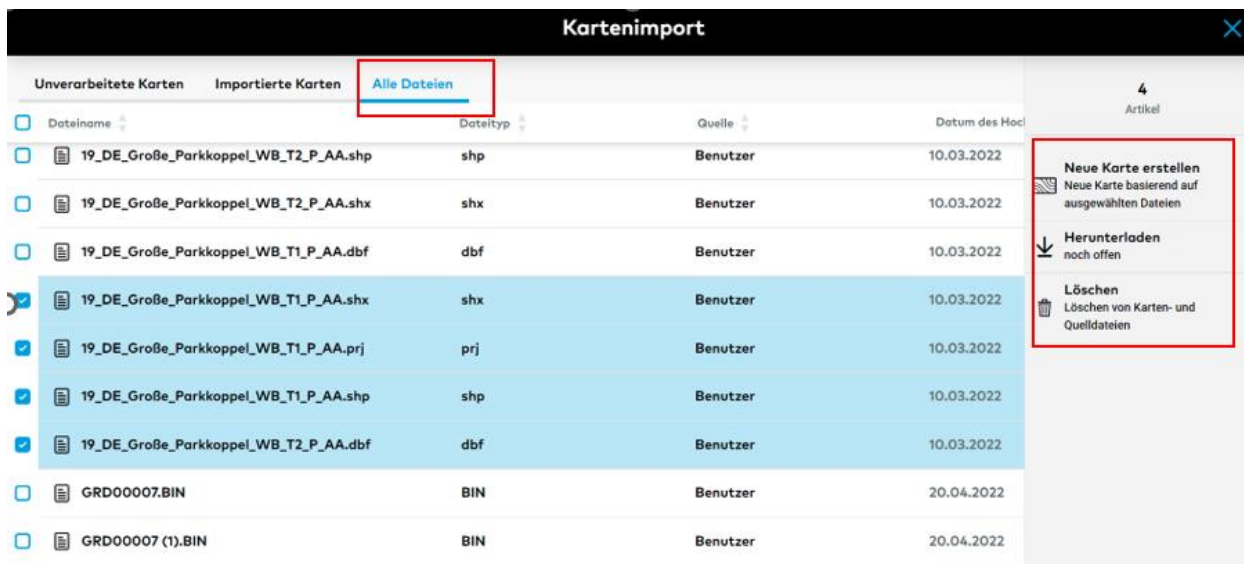 Kartenimport
Unverarbeitete Karten Importierte Karten Alle Dateien
4
Artikel
Dateiname Dateityp Quelle Datum des Hoc
19_DE_Große_Parkkoppel_WB_T2_P_AA.shp shp Benutzer 10.03.2022
19_DE_Große_Parkkoppel_WB_T2_P_AA.shx shx Benutzer 10.03.2022
19_DE_Große_Parkkoppel_WB_T1_P_AA.dbf dbf Benutzer 10.03.2022
19_DE_Große_Parkkoppel_WB_T1_P_AA.shx shx Benutzer 10.03.2022
19_DE_Große_Parkkoppel_WB_T1_P_AA.prj prj Benutzer 10.03.2022
19_DE_Große_Parkkoppel_WB_T1_P_AA.shp shp Benutzer 10.03.2022
19_DE_Große_Parkkoppel_WB_T2_P_AA.dbf dbf Benutzer 10.03.2022
GRD00007.BIN BIN Benutzer 20.04.2022
GRD00007 (1).BIN BIN Benutzer 20.04.2022
Neue Karte erstellen
Neue Karte basierend auf
ausgewählten Dateien
Herunterladen
noch offen
Löschen
Löschen von Karten- und
Quelldateien